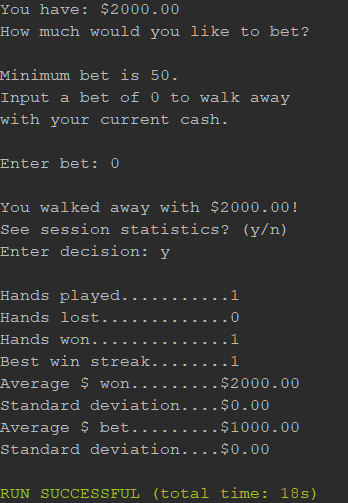 You have: $2000.00
How much would you like to bet?
Minimum bet is 50.
Input a bet of 0 to walk away
with your current cash.
Enter bet: 0
You walked away with $2000.00!
See session statistics? (y/n)
Enter decision: y
Hands played...........1
Hands lost.............0
Hands won..............1
Best win streak........1
Average $ won.........$2000.00
Standard deviation....$0.00
Average $ bet.........$1000.00
Standard deviation....$0.00
RUN SUCCESSFUL (total time: 18s)